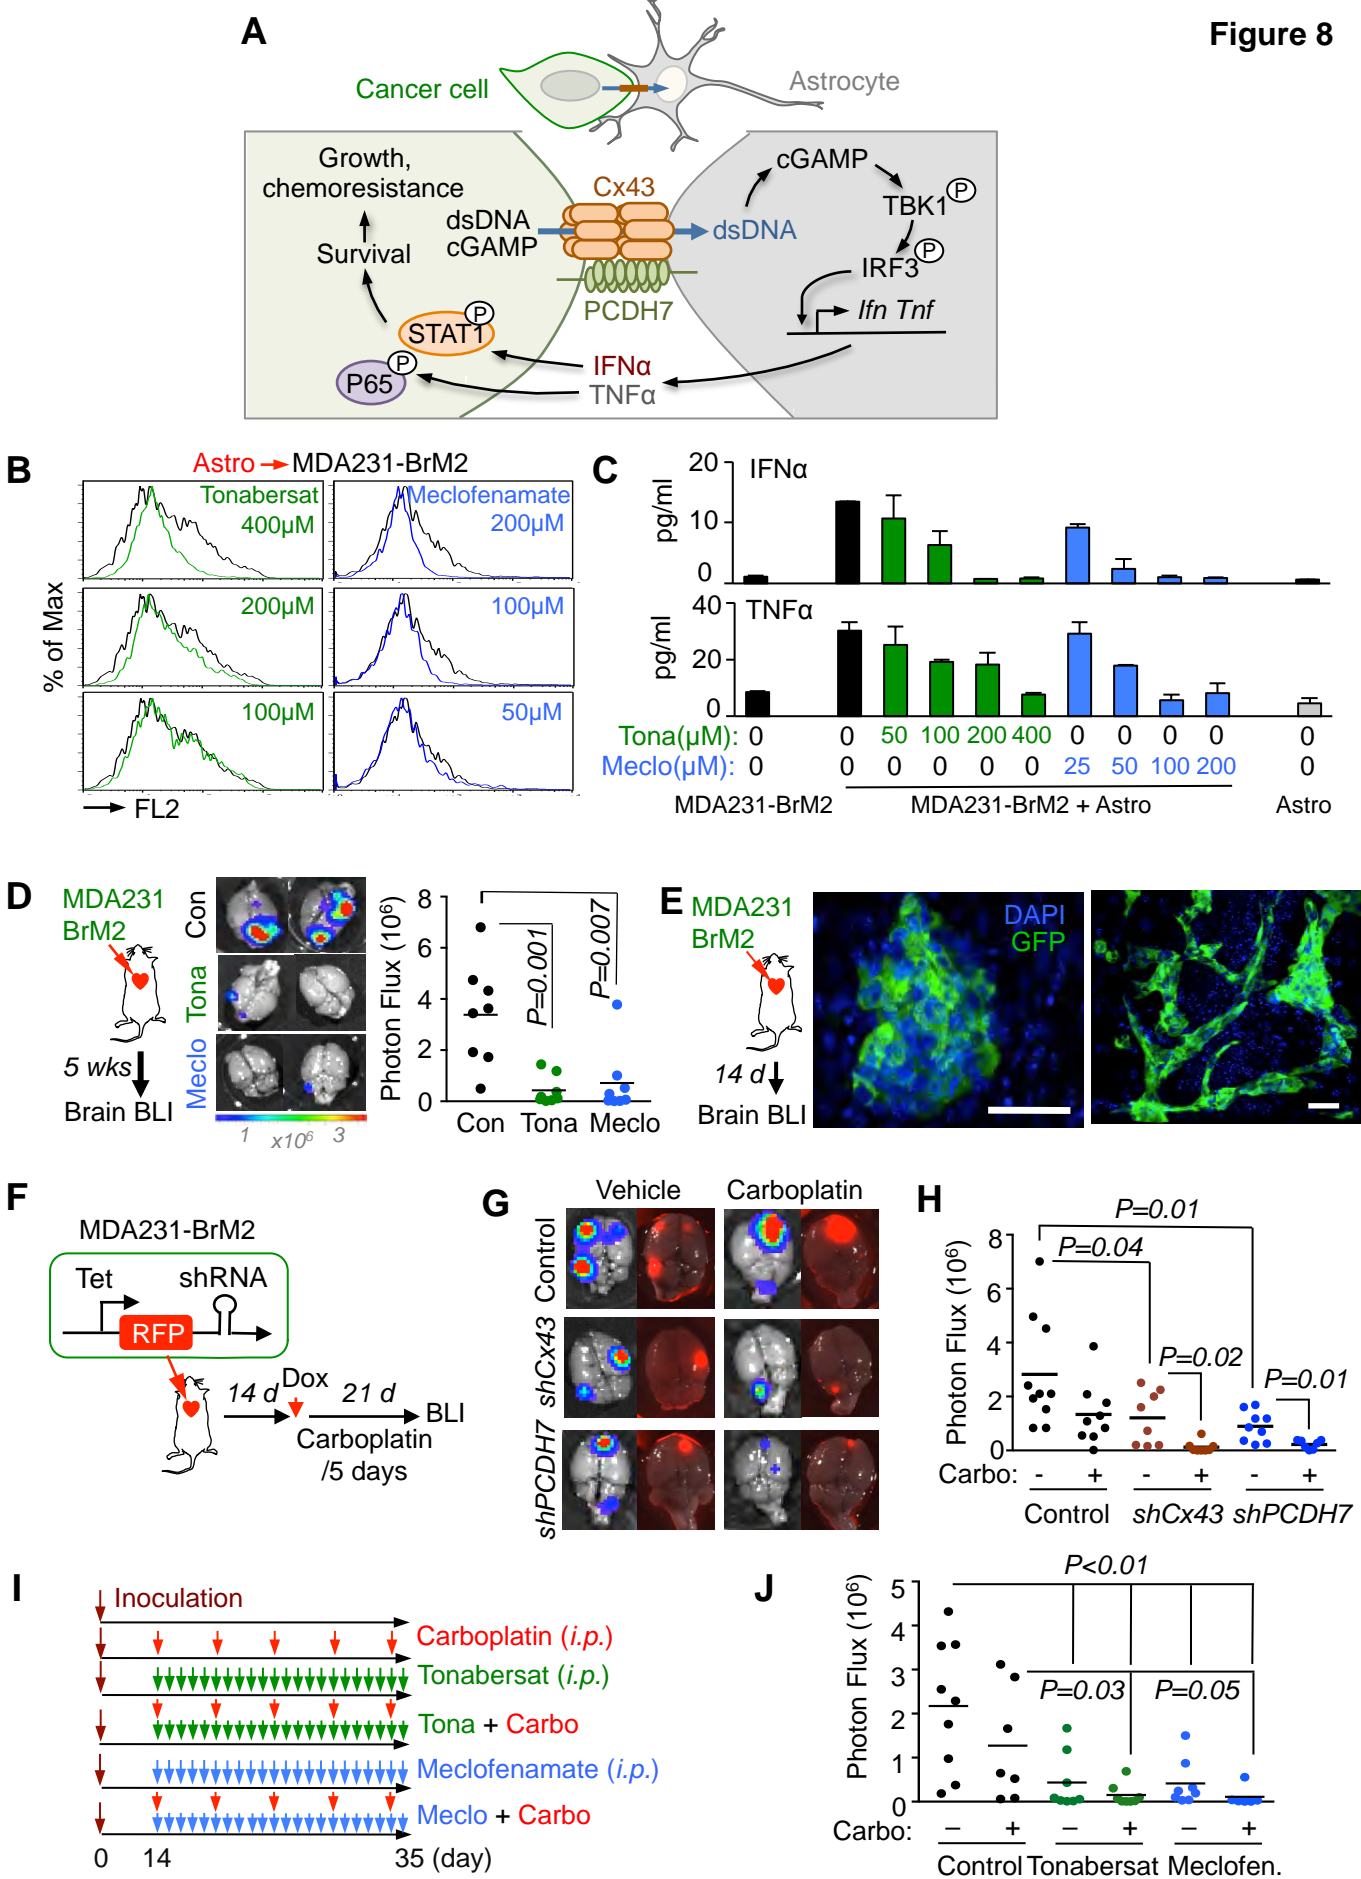 Figure 8
A
Cancer cell
Astrocyte
Growth,
chemoresistance
Survival
dsDNA
cGAMP
Cx43
PCDH7
dsDNA
cGAMP
TBK1 P
IRF3 P
Ifn Tnf
STAT1 P
P65 P
IFNα
TNFα
B
Astro MDA231-BrM2
Tonabersat
400µM
Meclofenamate
200µM
200µM
100µM
100µM
50µM
% of Max
FL2
C
IFNα
20
10
0
pg/ml
TNFα
40
20
0
pg/ml
Tona(µM): 0 0 50 100 200 400 0 0 0 0 0
Meclo(µM): 0 0 0 0 0 0 25 50 100 200 0
MDA231-BrM2 MDA231-BrM2 + Astro Astro
D
MDA231
BrM2
5 wks
Brain BLI
Con
Tona
Meclo
1 x10⁶ 3
Photon Flux (10⁶)
8
6
4
2
0
P=0.001
P=0.007
Con Tona Meclo
E
MDA231
BrM2
14 d
Brain BLI
DAPI
GFP
F
MDA231-BrM2
Tet shRNA
RFP
14 d Dox 21 d
BLI
Carboplatin
/5 days
G
Vehicle Carboplatin
Control
shCx43
shPCDH7
H
Photon Flux (10⁶)
8
6
4
2
0
P=0.01
P=0.04
P=0.02
P=0.01
Carbo: - + - + - +
Control shCx43 shPCDH7
I
Inoculation
Carboplatin (i.p.)
Tonabersat (i.p.)
Tona + Carbo
Meclofenamate (i.p.)
Meclo + Carbo
0 14 35 (day)
J
Photon Flux (10⁶)
5
4
3
2
1
0
P<0.01
P=0.03
P=0.05
Carbo: – + – + – +
Control Tonabersat Meclofen.